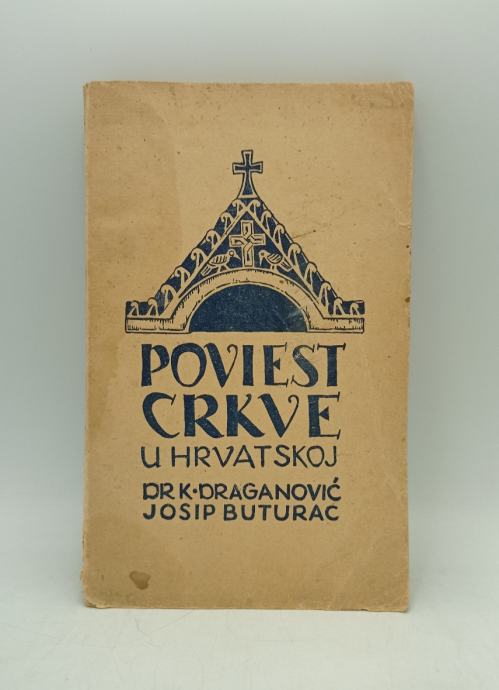 POVIEST
CRKVE
U HRVATSKOJ
DR K·DRAGANOVIĆ
JOSIP BUTURAC